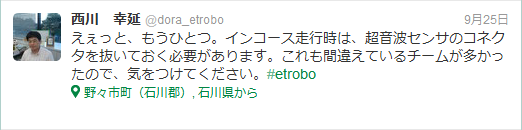 西川　幸延 @dora_etrobo 9月25日
えぇっと、もうひとつ。インコース走行時は、超音波センサのコネク
タを抜いておく必要があります。これも間違えているチームが多かっ
たので、気をつけてください。#etrobo
野々市町（石川郡）, 石川県から